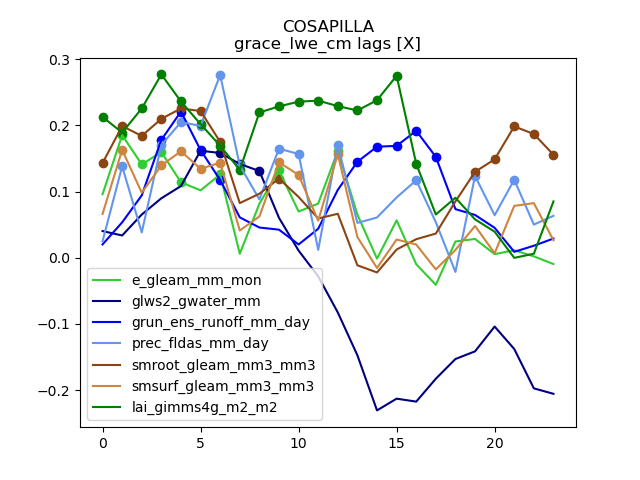 COSAPILLA
grace_lwe_cm lags [X]
0.3
0.2
0.1
0.0
−0.1
−0.2
e_gleam_mm_mon
glws2_gwater_mm
grun_ens_runoff_mm_day
prec_fldas_mm_day
smroot_gleam_mm3_mm3
smsurf_gleam_mm3_mm3
lai_gimms4g_m2_m2
0 5 10 15 20